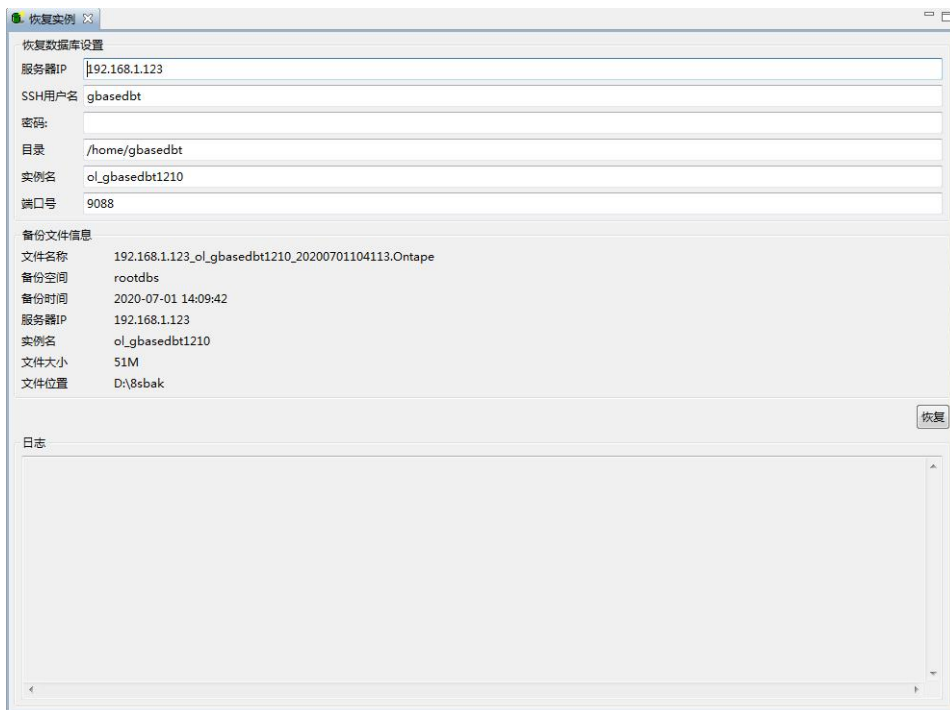 恢复实例
恢复数据库设置
服务器IP 192.168.1.123
SSH用户名 gbasedbt
密码:
目录 /home/gbasedbt
实例名 ol_gbasedbt1210
端口号 9088
备份文件信息
文件名称 192.168.1.123_ol_gbasedbt1210_20200701104113.Ontape
备份空间 rootdbs
备份时间 2020-07-01 14:09:42
服务器IP 192.168.1.123
实例名 ol_gbasedbt1210
文件大小 51M
文件位置 D:\8sbak
恢复
日志